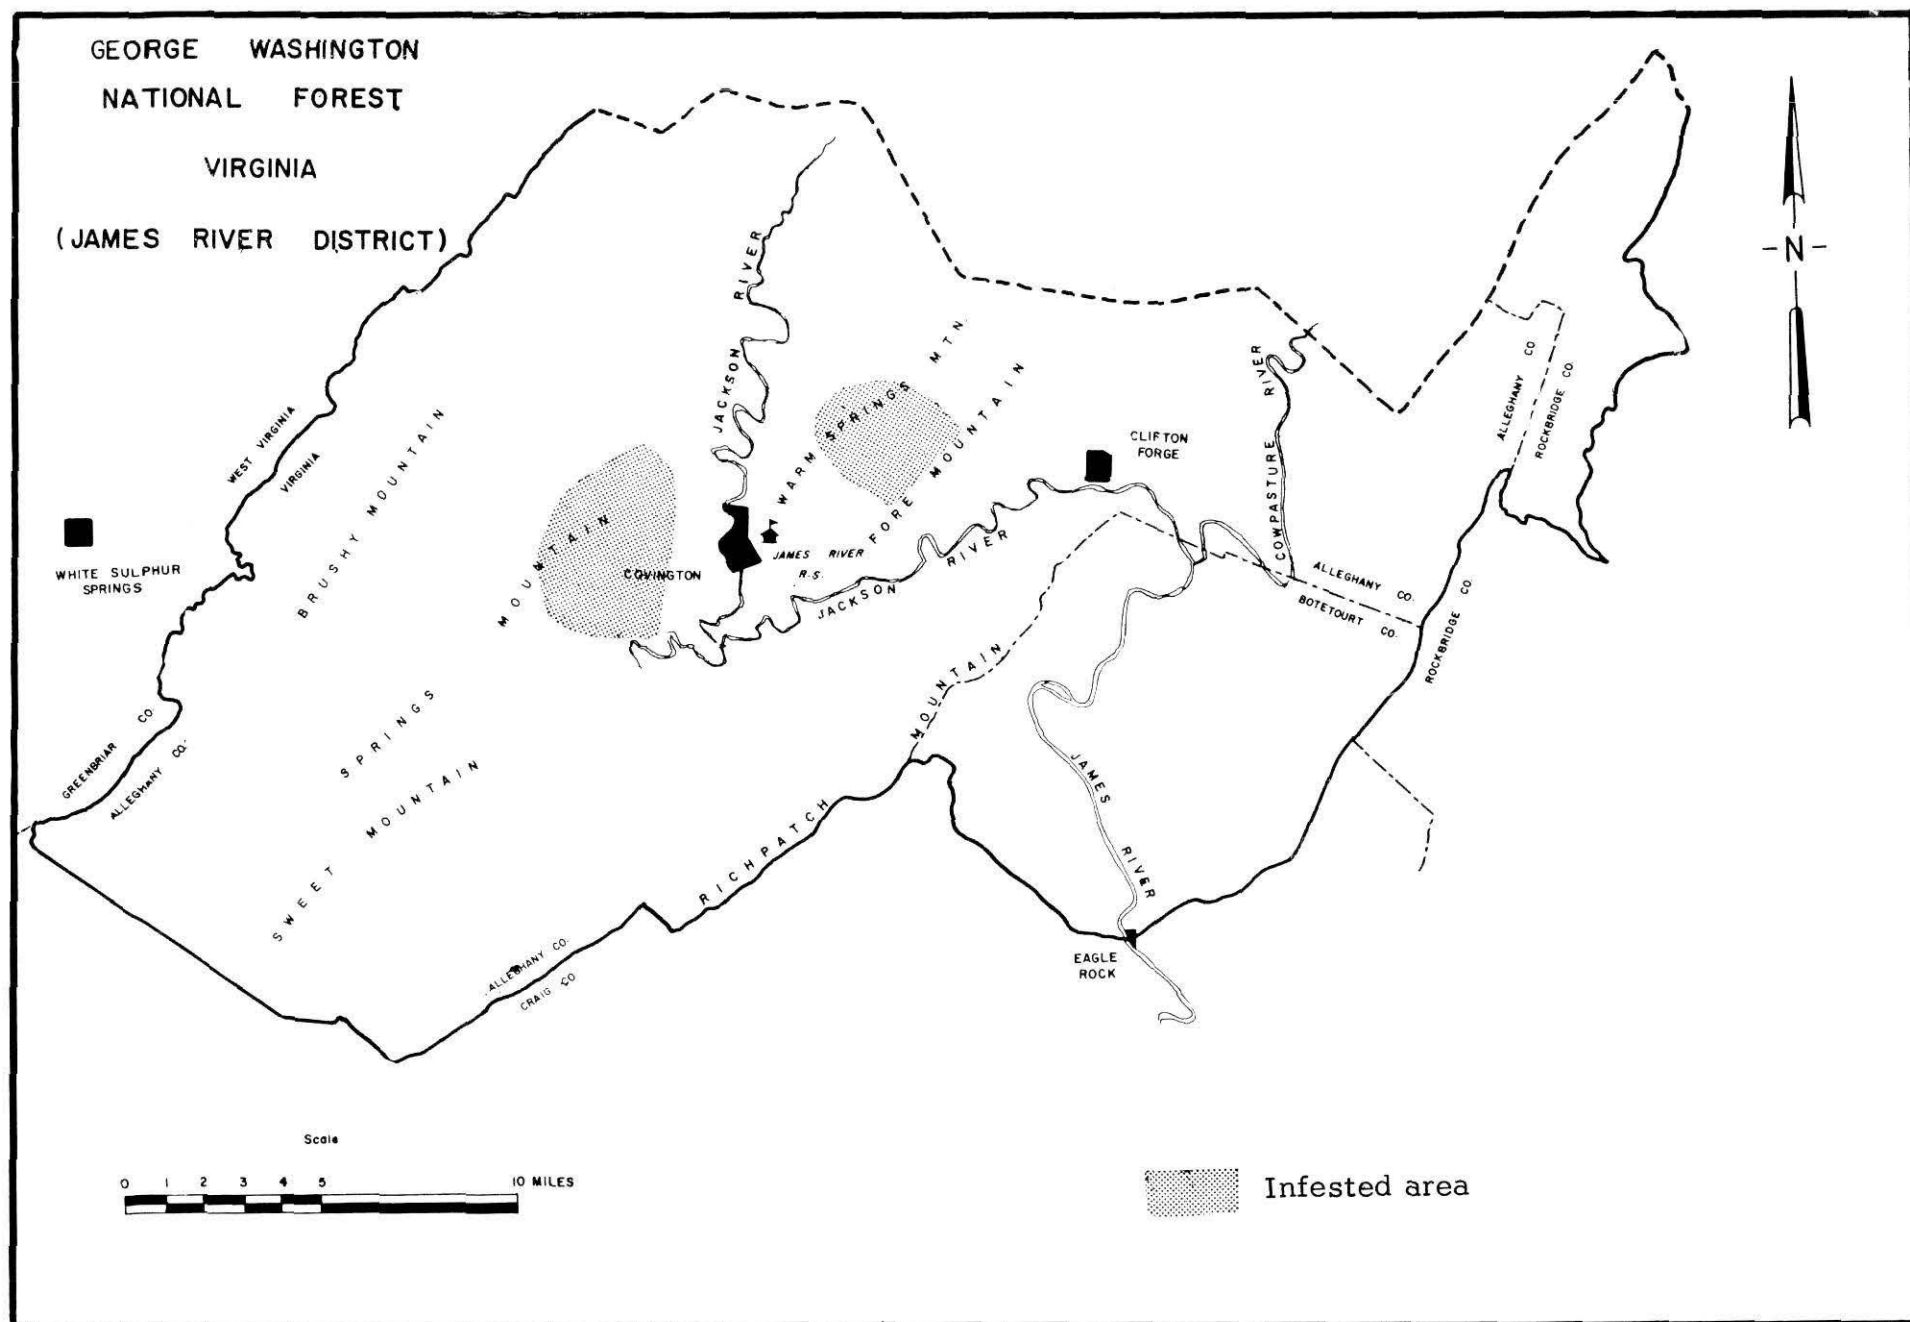 GEORGE WASHINGTON
NATIONAL FOREST
VIRGINIA
(JAMES RIVER DISTRICT)
N
JACKSON RIVER
WARM SPRINGS MTN.
FORE MOUNTAIN
COWPASTURE RIVER
ALLEGHANY CO.
ROCKBRIDGE CO.
WEST VIRGINIA
VIRGINIA
BRUSHY MOUNTAIN
CLIFTON
FORGE
WHITE SULPHUR
SPRINGS
MOUNTAIN
COVINGTON
JAMES RIVER
R.S.
JACKSON RIVER
ALLEGHANY CO.
BOTETOURT CO.
ROCKBRIDGE CO.
GREENBRIAR CO.
ALLEGHANY CO.
SPRINGS
SWEET MOUNTAIN
RICHPATCH MOUNTAIN
JAMES RIVER
ALLEGHANY CO.
CRAIG CO
EAGLE
ROCK
Scale
0 1 2 3 4 5 10 MILES
Infested area